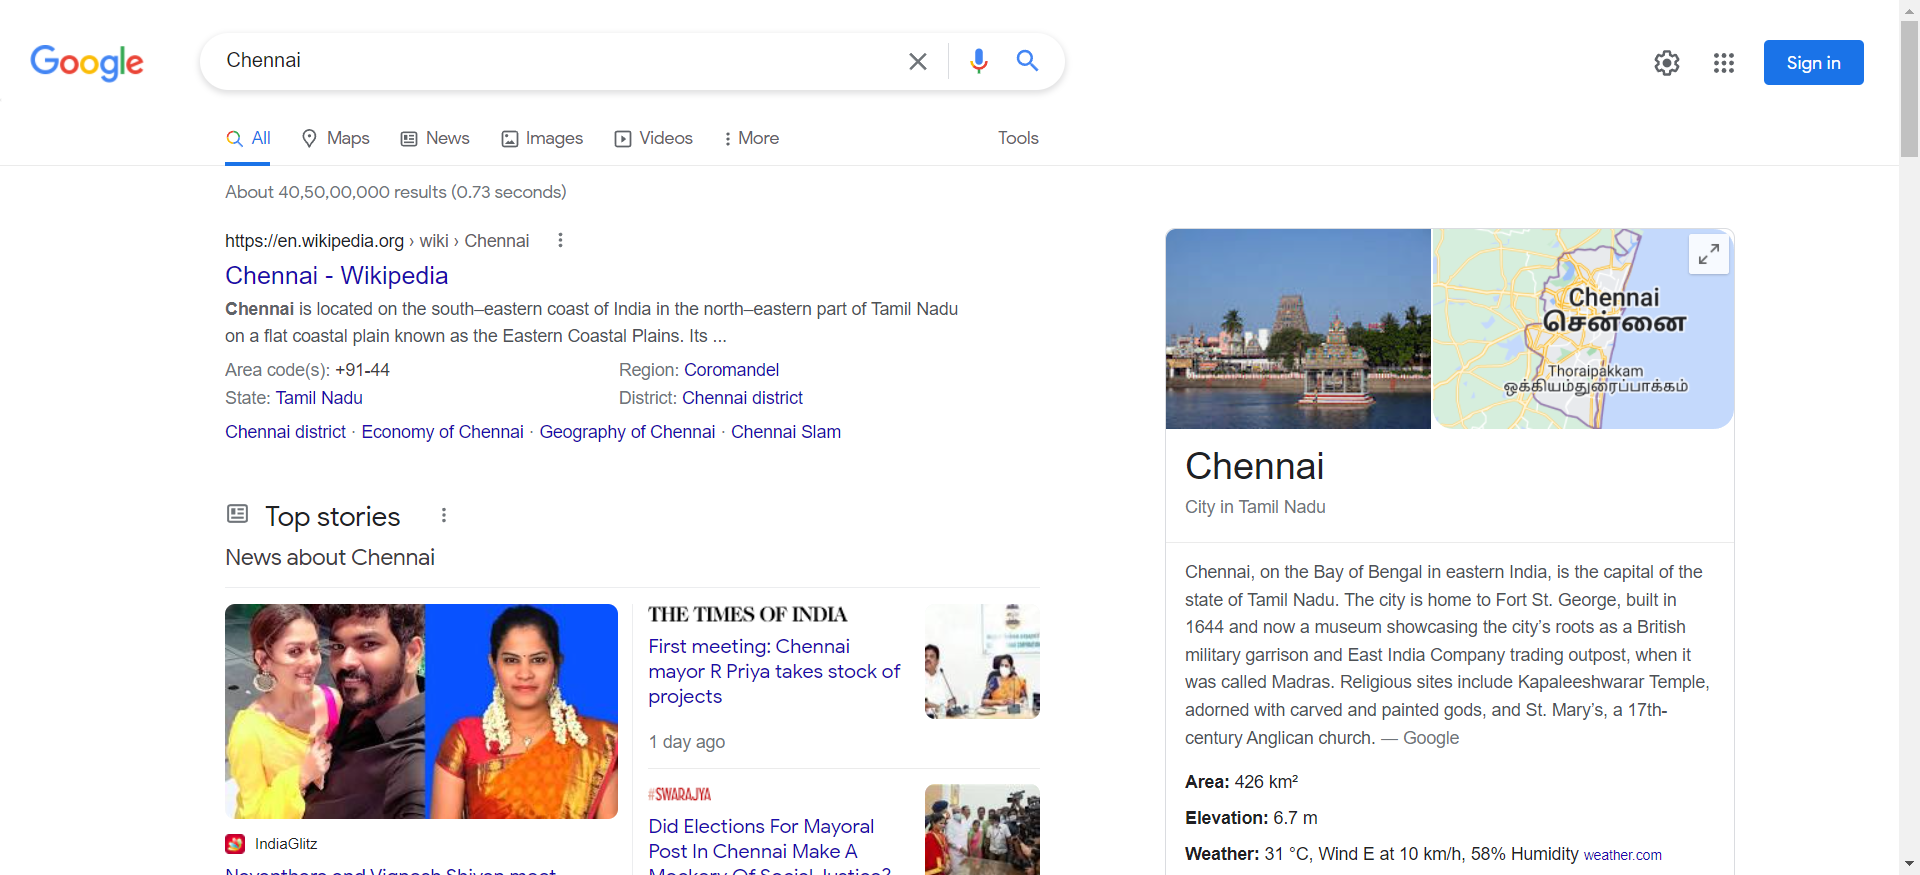 Google
Chennai
Sign in
All
Maps
News
Images
Videos
More
Tools
About 40,50,00,000 results (0.73 seconds)
https://en.wikipedia.org › wiki › Chennai
Chennai - Wikipedia
Chennai is located on the south–eastern coast of India in the north–eastern part of Tamil Nadu
on a flat coastal plain known as the Eastern Coastal Plains. Its ...
Area code(s): +91-44
Region: Coromandel
State: Tamil Nadu
District: Chennai district
Chennai district · Economy of Chennai · Geography of Chennai · Chennai Slam
Top stories
News about Chennai
IndiaGlitz
Nayanthara and Vignesh Shivan meet
THE TIMES OF INDIA
First meeting: Chennai
mayor R Priya takes stock of
projects
1 day ago
#SWARAJYA
Did Elections For Mayoral
Post In Chennai Make A
Mockery Of Social Justice?
Chennai
சென்னை
Thoraipakkam
ஒக்கியம்துரைப்பாக்கம்
Chennai
City in Tamil Nadu
Chennai, on the Bay of Bengal in eastern India, is the capital of the
state of Tamil Nadu. The city is home to Fort St. George, built in
1644 and now a museum showcasing the city’s roots as a British
military garrison and East India Company trading outpost, when it
was called Madras. Religious sites include Kapaleeshwarar Temple,
adorned with carved and painted gods, and St. Mary’s, a 17th-
century Anglican church. — Google
Area: 426 km²
Elevation: 6.7 m
Weather: 31 °C, Wind E at 10 km/h, 58% Humidity weather.com